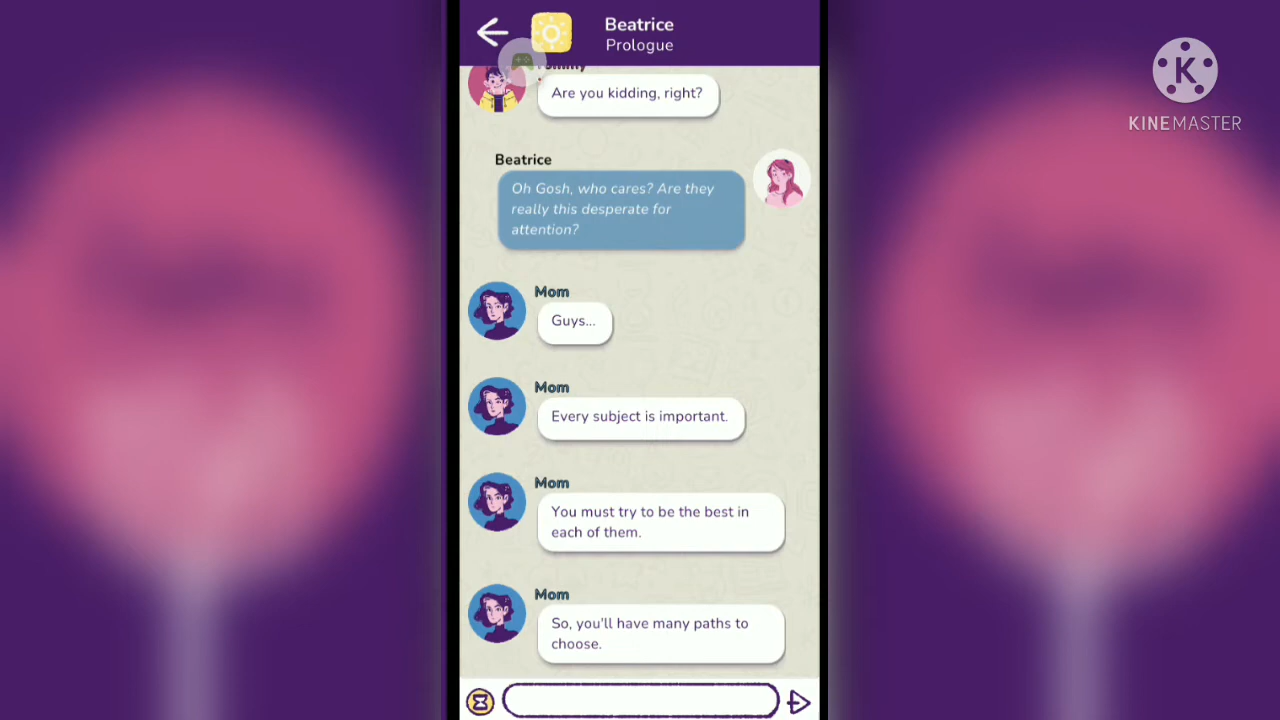 Beatrice
Prologue
Are you kidding, right?
Beatrice
Oh Gosh, who cares? Are they
really this desperate for
attention?
Mom
Guys...
Mom
Every subject is important.
Mom
You must try to be the best in
each of them.
Mom
So, you'll have many paths to
choose.
K
KINEMASTER